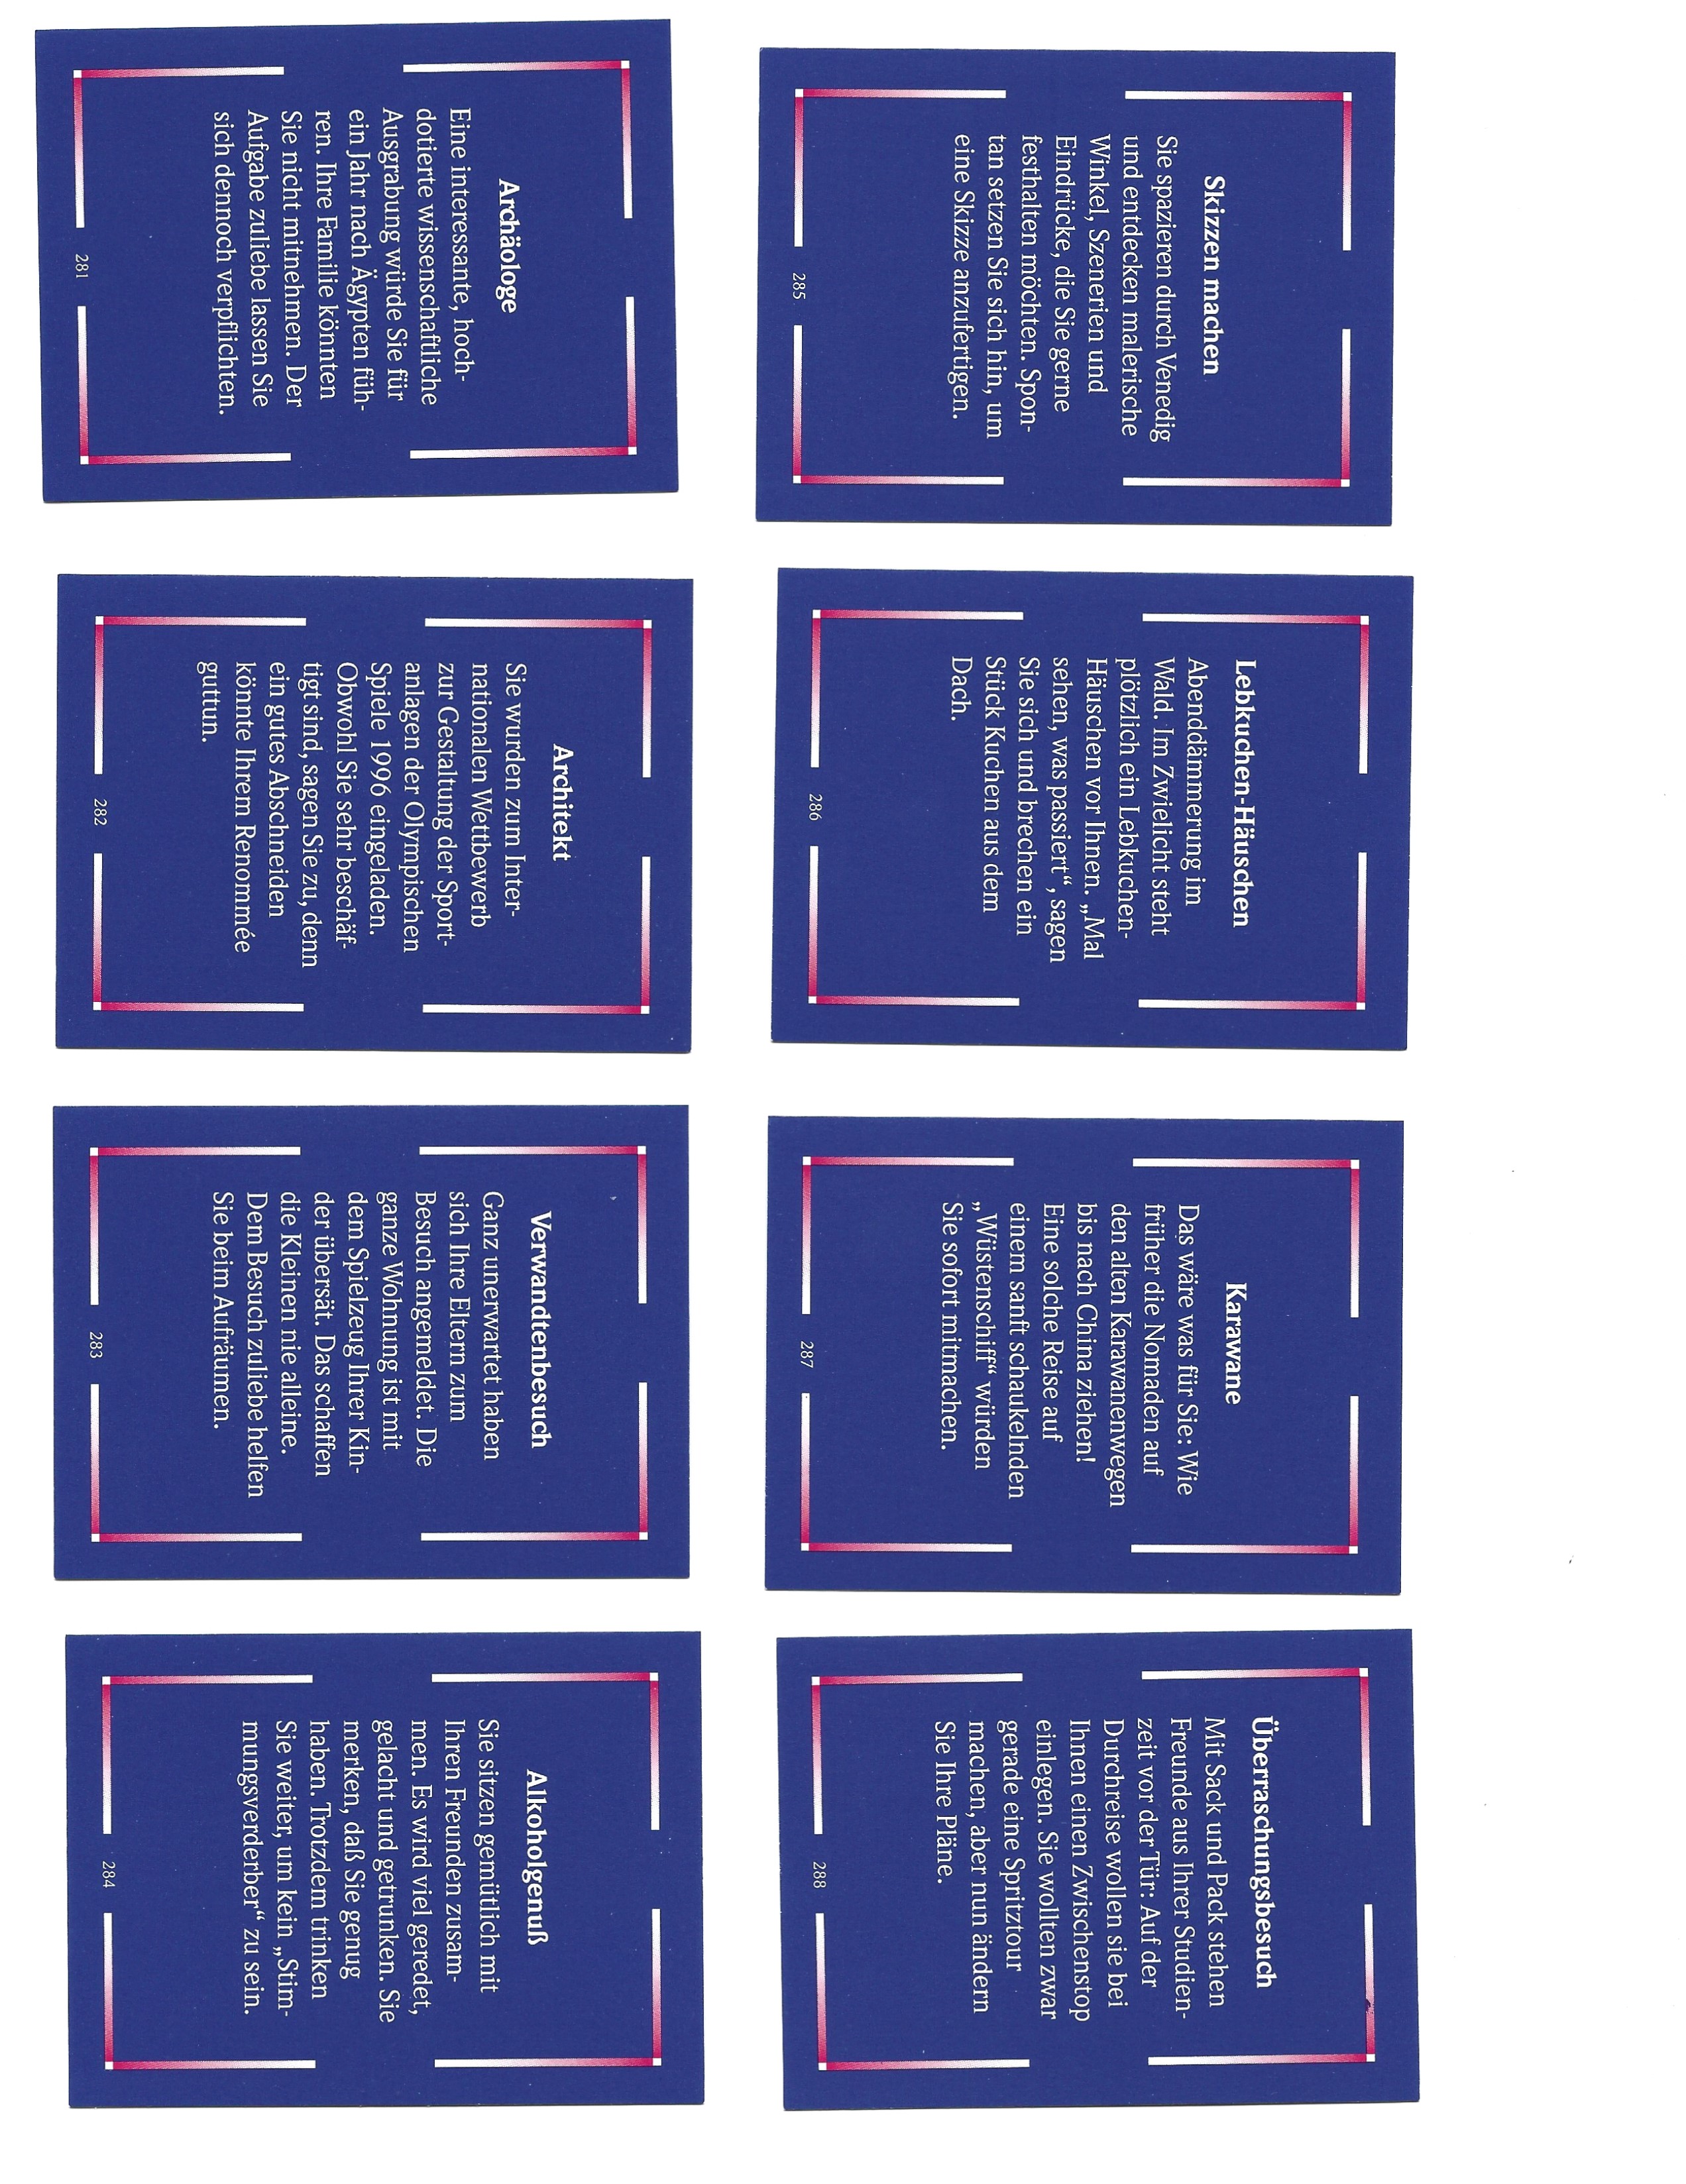 Archäologe
Eine interessante, hoch-
dotierte wissenschaftliche
Ausgrabung würde Sie für
ein Jahr nach Ägypten füh-
ren. Ihre Familie könnten
Sie nicht mitnehmen. Der
Aufgabe zuliebe lassen Sie
sich dennoch verpflichten.
281
Architekt
Sie wurden zum Inter-
nationalen Wettbewerb
zur Gestaltung der Sport-
anlagen der Olympischen
Spiele 1996 eingeladen.
Obwohl Sie sehr beschäf-
tigt sind, sagen Sie zu, denn
ein gutes Abschneiden
könnte Ihrem Renommée
guttun.
282
Verwandtenbesuch
Ganz unerwartet haben
sich Ihre Eltern zum
Besuch angemeldet. Die
ganze Wohnung ist mit
dem Spielzeug Ihrer Kin-
der übersät. Das schaffen
die Kleinen nie alleine.
Dem Besuch zuliebe helfen
Sie beim Aufräumen.
283
Alkoholgenuß
Sie sitzen gemütlich mit
Ihren Freunden zusam-
men. Es wird viel geredet,
gelacht und getrunken. Sie
merken, daß Sie genug
haben. Trotzdem trinken
Sie weiter, um kein „Stim-
mungsverderber“ zu sein.
284
Skizzen machen
Sie spazieren durch Venedig
und entdecken malerische
Winkel, Szenerien und
Eindrücke, die Sie gerne
festhalten möchten. Spon-
tan setzen Sie sich hin, um
eine Skizze anzufertigen.
285
Lebkuchen-Häuschen
Abenddämmerung im
Wald. Im Zwielicht steht
plötzlich ein Lebkuchen-
Häuschen vor Ihnen. „Mal
sehen, was passiert“, sagen
Sie sich und brechen ein
Stück Kuchen aus dem
Dach.
286
Karawane
Das wäre was für Sie: Wie
früher die Nomaden auf
den alten Karawanenwegen
bis nach China ziehen!
Eine solche Reise auf
einem sanft schaukelnden
„Wüstenschiff“ würden
Sie sofort mitmachen.
287
Überraschungsbesuch
Mit Sack und Pack stehen
Freunde aus Ihrer Studien-
zeit vor der Tür: Auf der
Durchreise wollen sie bei
Ihnen einen Zwischenstop
einlegen. Sie wollten zwar
gerade eine Spritztour
machen, aber nun ändern
Sie Ihre Pläne.
288